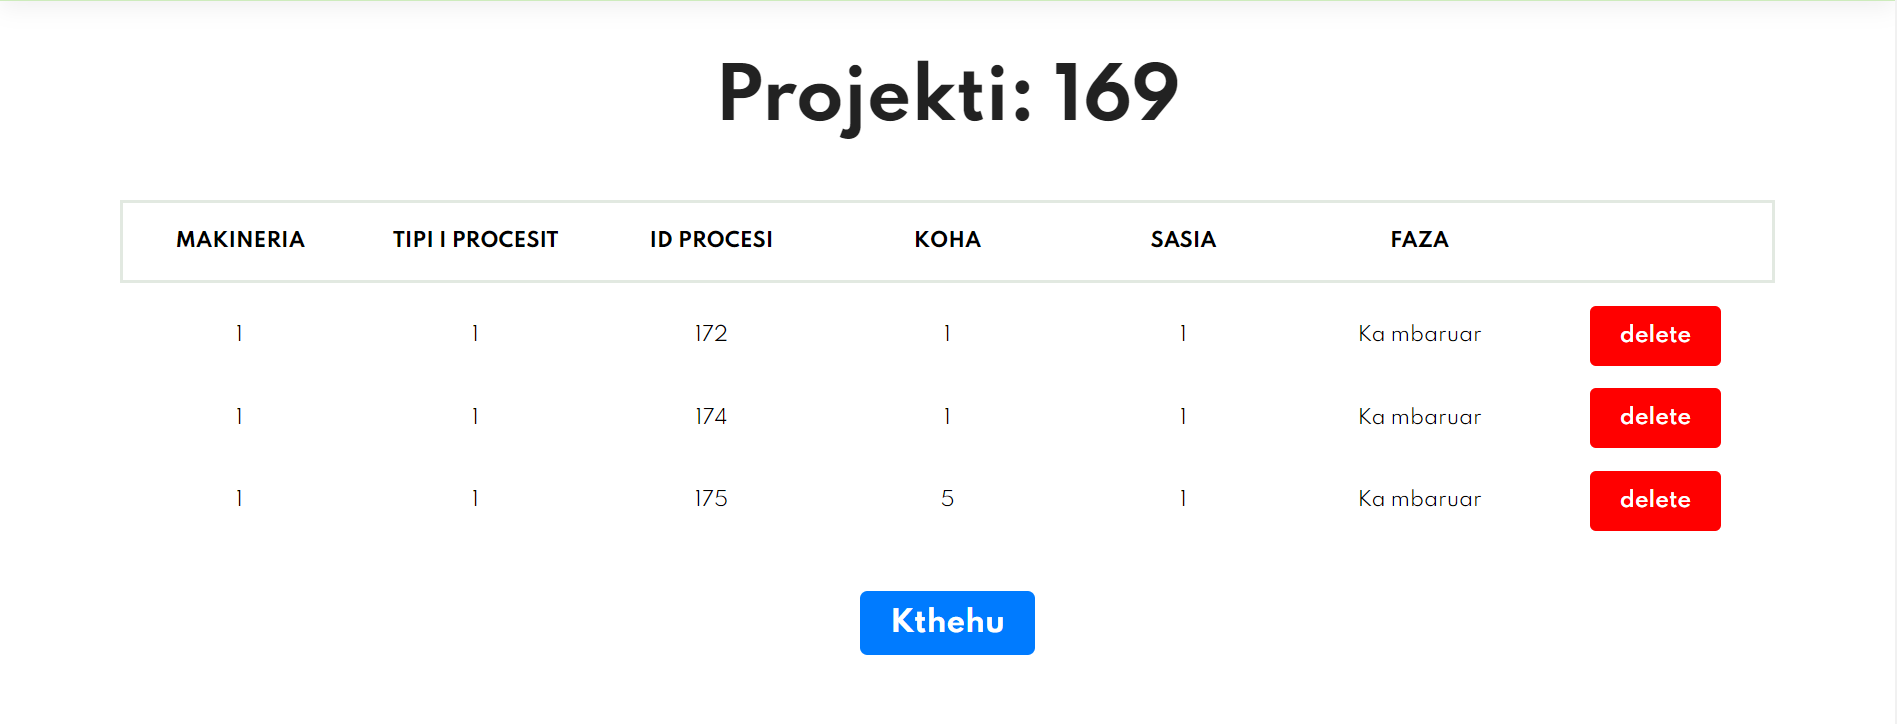 Projekti: 169
MAKINERIA TIPI I PROCESIT ID PROCESI KOHA SASIA FAZA
1 1 172 1 1 Ka mbaruar delete
1 1 174 1 1 Ka mbaruar delete
1 1 175 5 1 Ka mbaruar delete
Kthehu